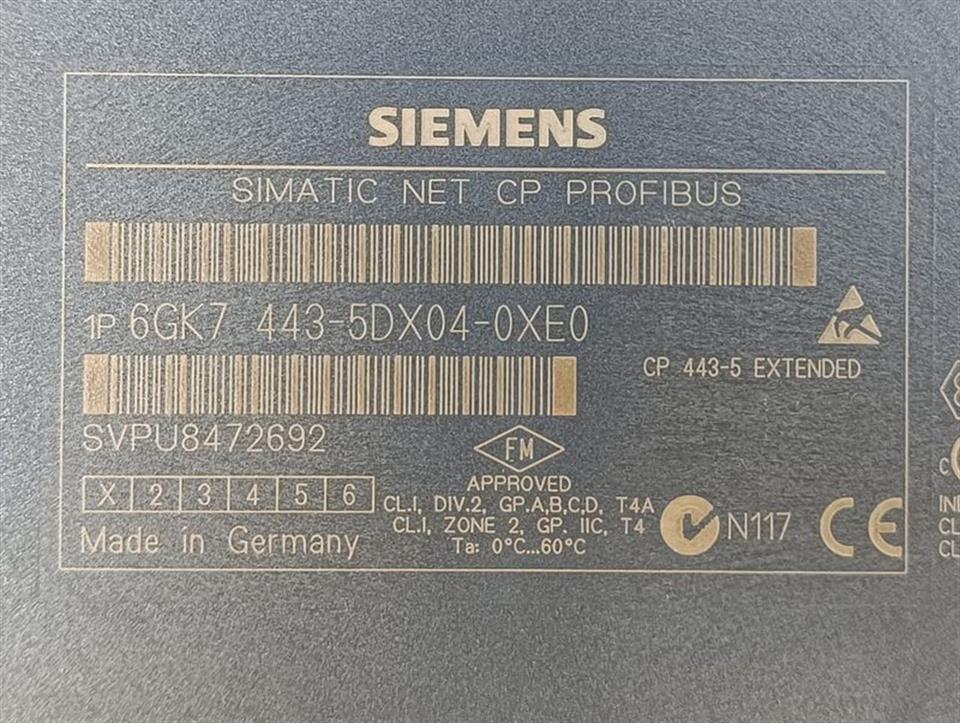 SIEMENS
SIMATIC NET CP PROFIBUS
1P 6GK7 443-5DX04-0XE0
CP 443-5 EXTENDED
SVPU8472692
FM
APPROVED
CL.I, DIV.2, GP.A,B,C,D, T4A
CL.I, ZONE 2, GP. IIC, T4
Ta: 0°C...60°C
X 2 3 4 5 6
Made in Germany
N117
CE